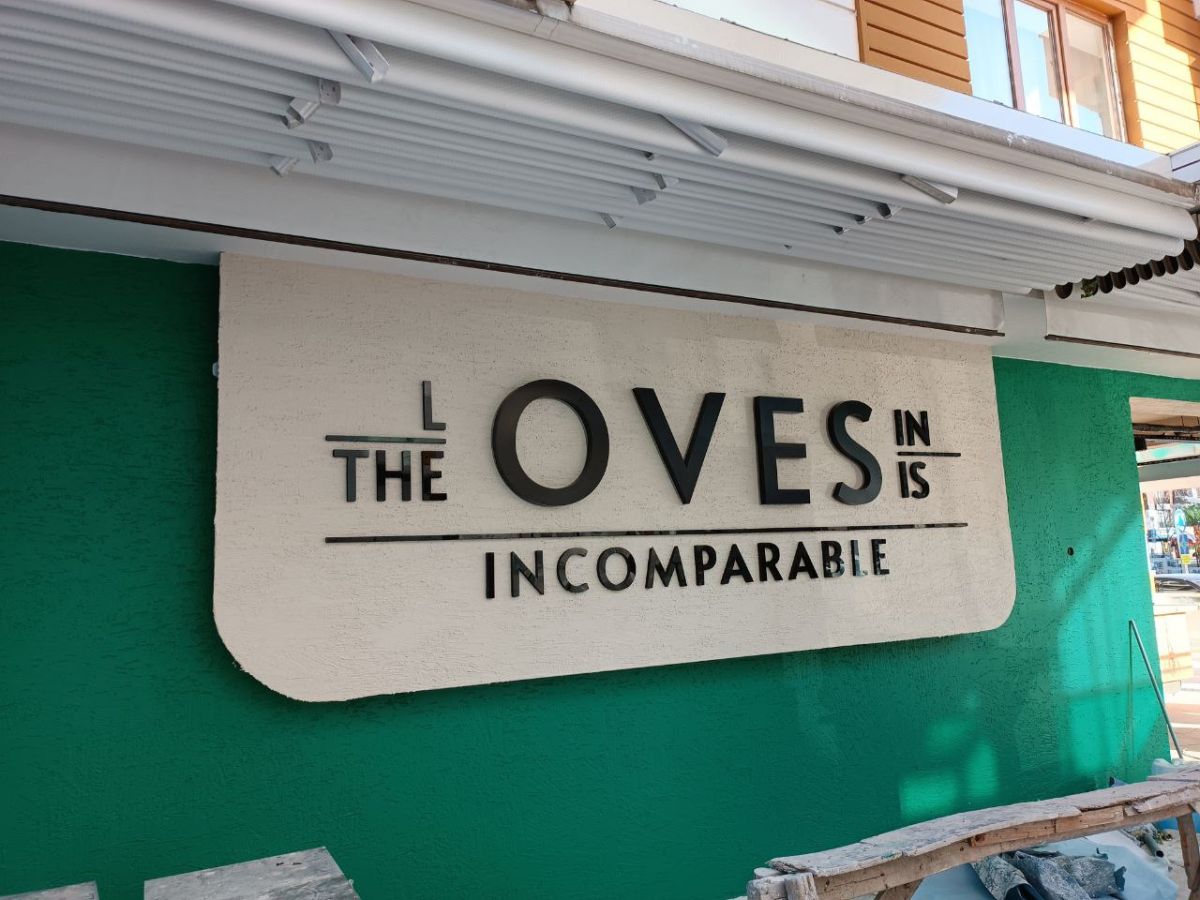 L
THE OVES IN
IS
INCOMPARABLE